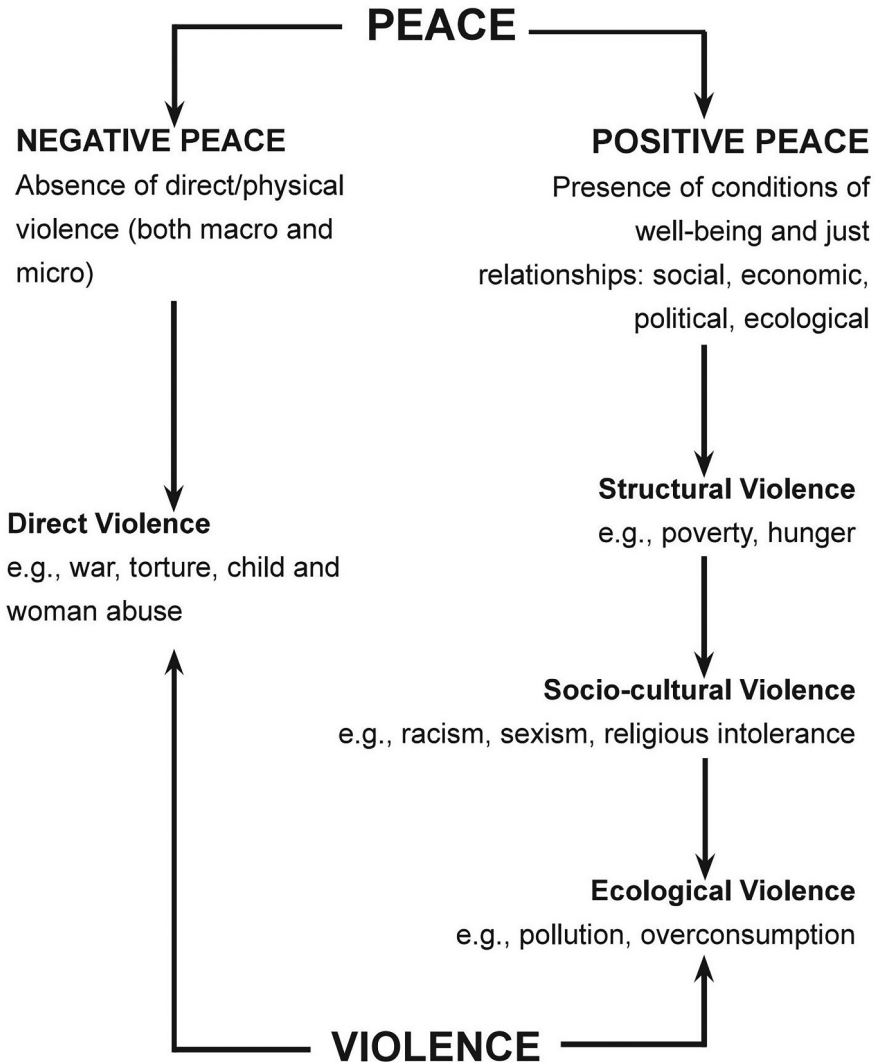 PEACE
NEGATIVE PEACE
Absence of direct/physical
violence (both macro and
micro)
POSITIVE PEACE
Presence of conditions of
well-being and just
relationships: social, economic,
political, ecological
Direct Violence
e.g., war, torture, child and
woman abuse
Structural Violence
e.g., poverty, hunger
Socio-cultural Violence
e.g., racism, sexism, religious intolerance
Ecological Violence
e.g., pollution, overconsumption
VIOLENCE